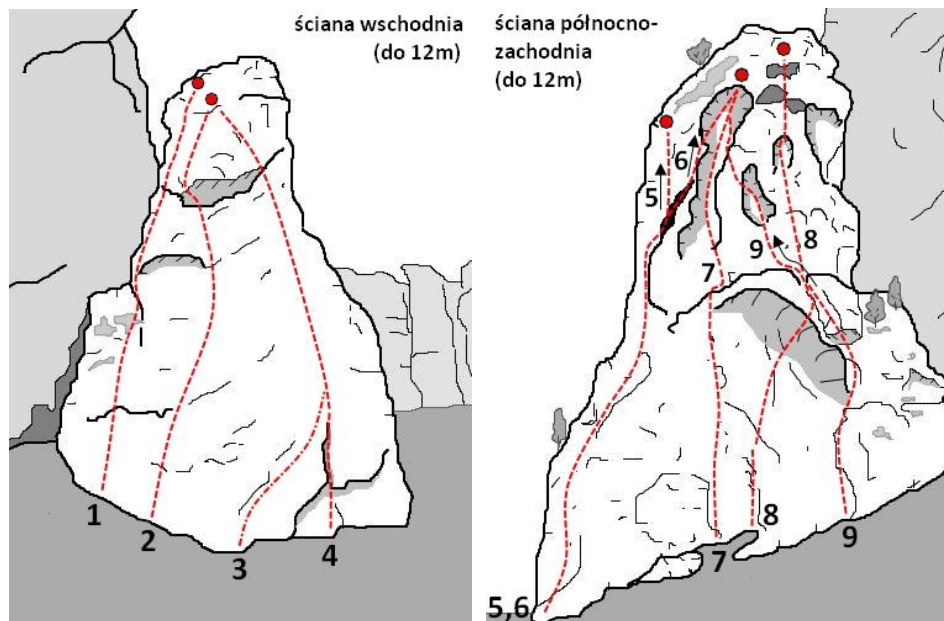 ściana wschodnia
(do 12m)
1
2
3
4
ściana północno-
zachodnia
(do 12m)
5
6
7
8
9
5,6
7
8
9